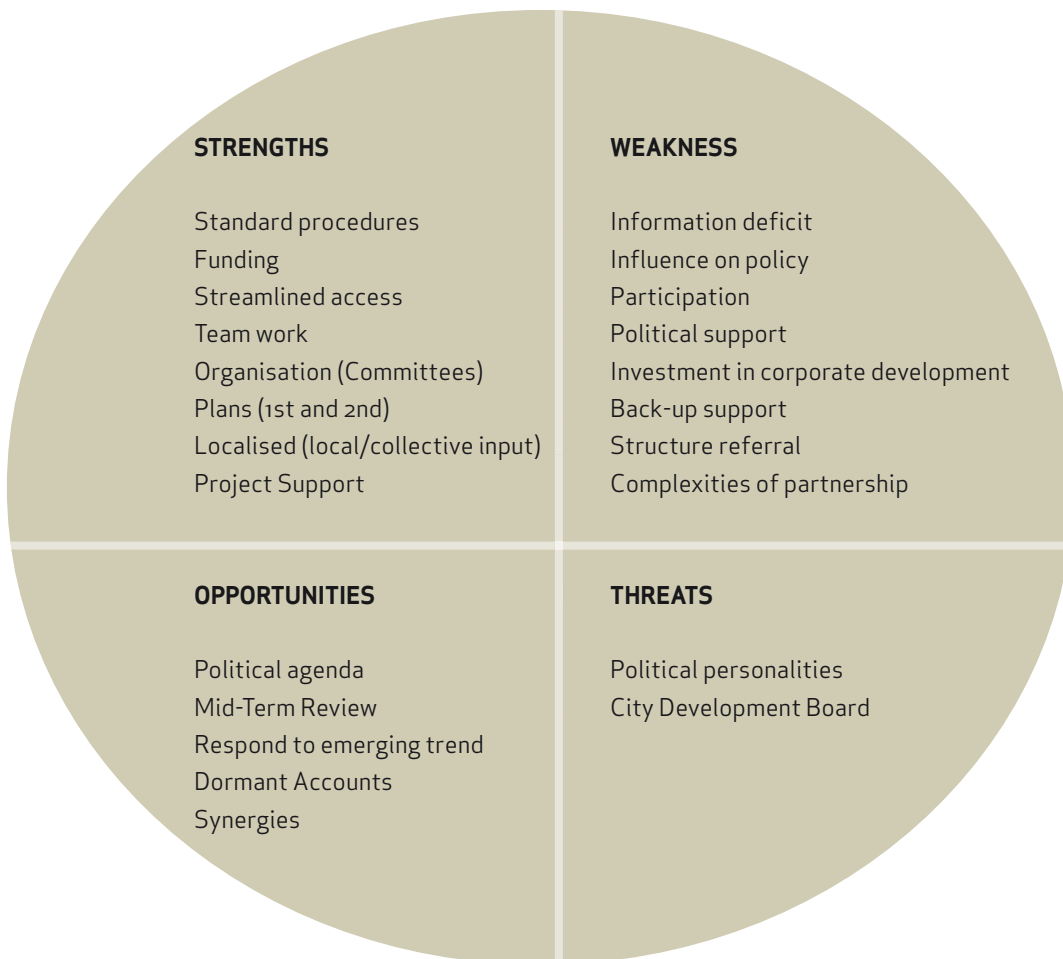 STRENGTHS
Standard procedures
Funding
Streamlined access
Team work
Organisation (Committees)
Plans (1st and 2nd)
Localised (local/collective input)
Project Support
WEAKNESS
Information deficit
Influence on policy
Participation
Political support
Investment in corporate development
Back-up support
Structure referral
Complexities of partnership
OPPORTUNITIES
Political agenda
Mid-Term Review
Respond to emerging trend
Dormant Accounts
Synergies
THREATS
Political personalities
City Development Board